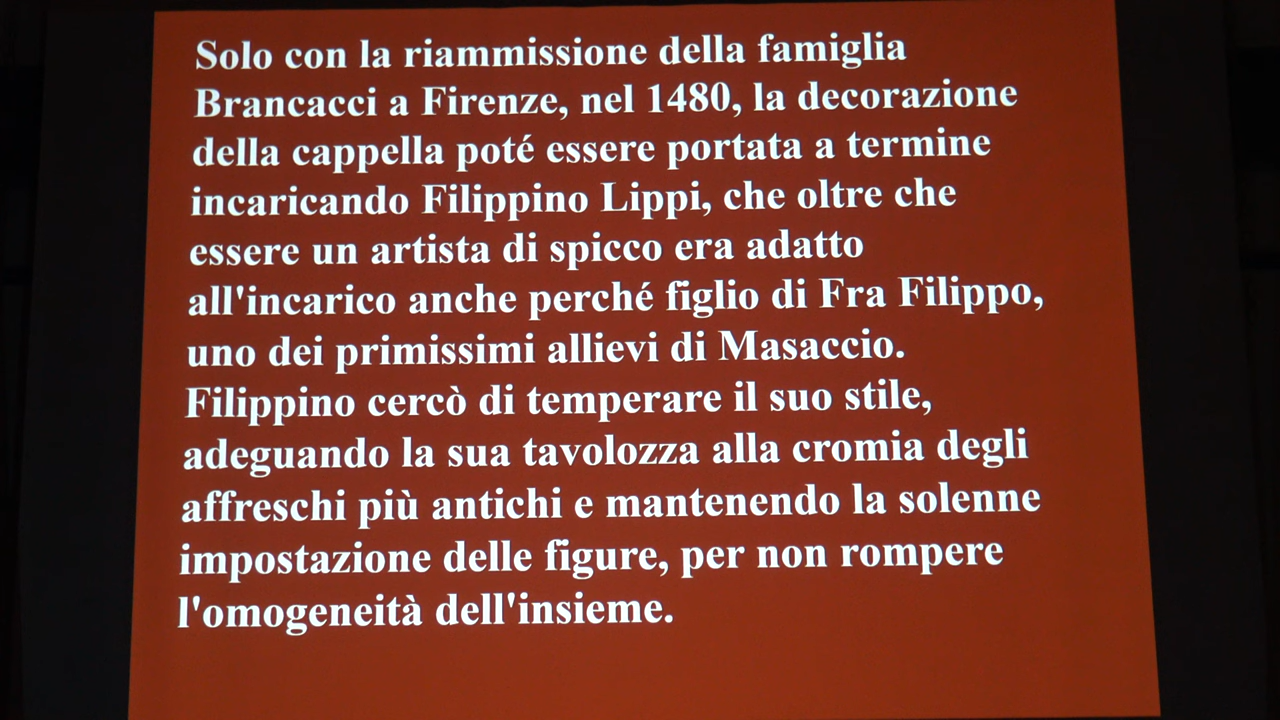 Solo con la riammissione della famiglia
Brancacci a Firenze, nel 1480, la decorazione
della cappella poté essere portata a termine
incaricando Filippino Lippi, che oltre che
essere un artista di spicco era adatto
all'incarico anche perché figlio di Fra Filippo,
uno dei primissimi allievi di Masaccio.
Filippino cercò di temperare il suo stile,
adeguando la sua tavolozza alla cromia degli
affreschi più antichi e mantenendo la solenne
impostazione delle figure, per non rompere
l'omogeneità dell'insieme.